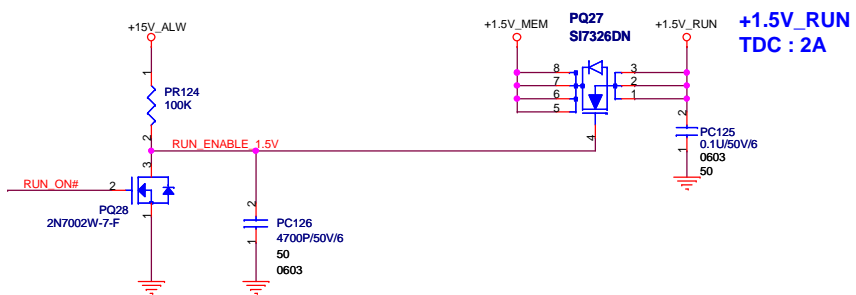 +15V_ALW
+1.5V_MEM
PQ27
SI7326DN
+1.5V_RUN
+1.5V_RUN
TDC : 2A
1
PR124
100K
2
8
7
6
5
3
2
1
4
RUN_ENABLE_1.5V
2
1
PC125
0.1U/50V/6
0603
50
3
RUN_ON#
2
1
PQ28
2N7002W-7-F
2
1
PC126
4700P/50V/6
50
0603